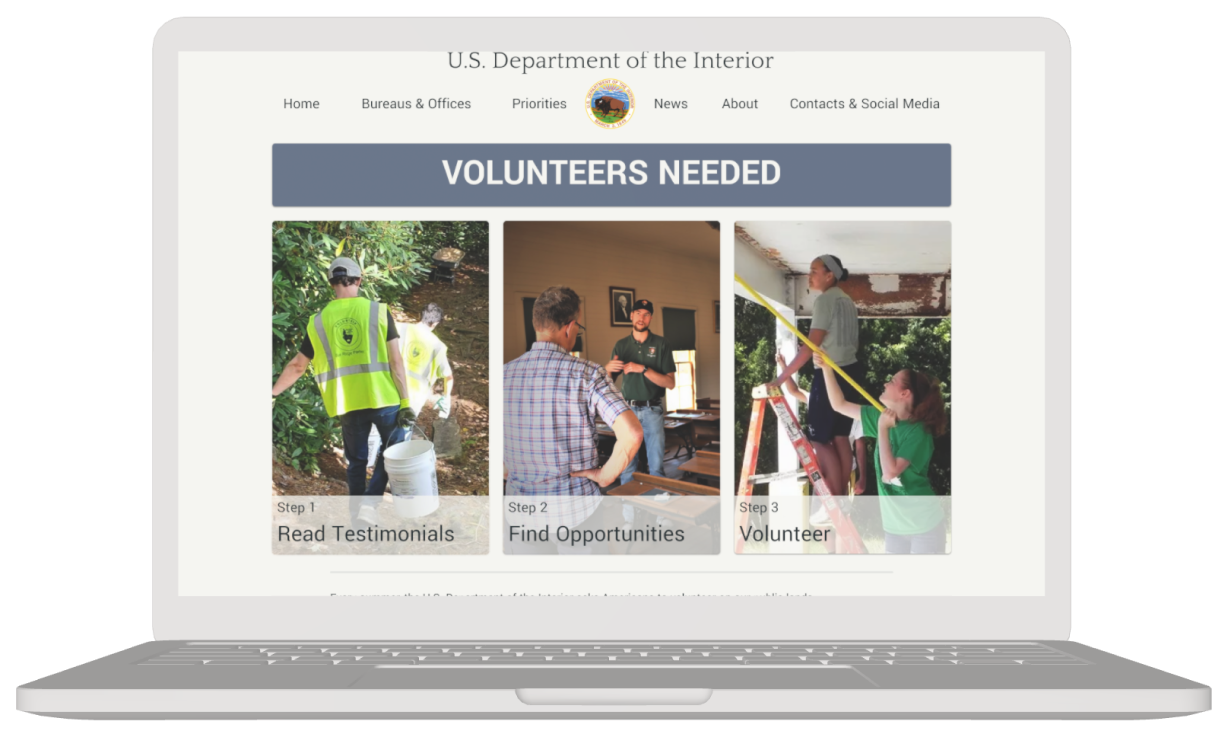 U.S. Department of the Interior
Home Bureaus & Offices Priorities News About Contacts & Social Media
VOLUNTEERS NEEDED
Step 1
Read Testimonials
Step 2
Find Opportunities
Step 3
Volunteer